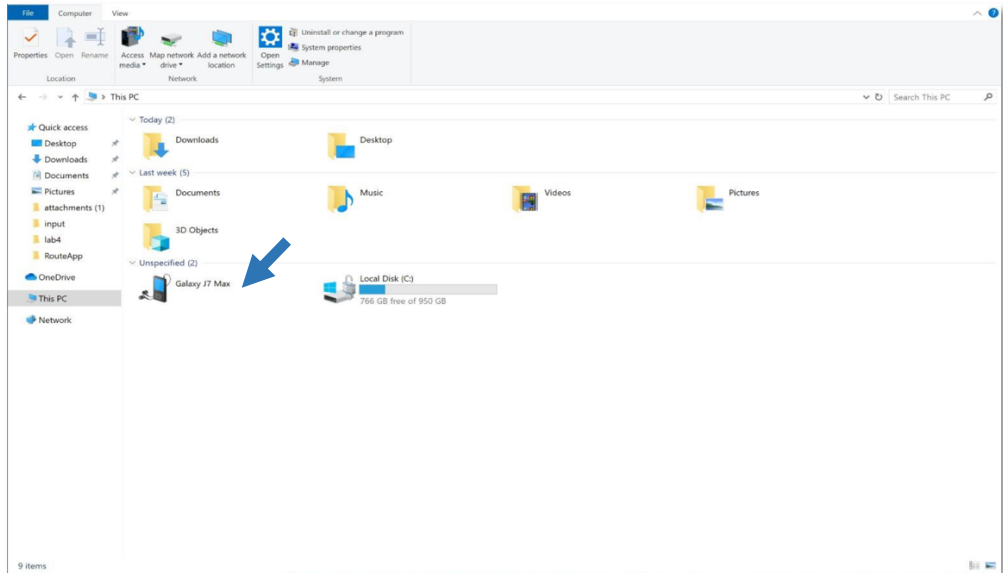 File Computer View
Properties Open Rename Access media Map network drive Add a network location Open Settings Uninstall or change a program
System properties
Manage
Location Network System
This PC Search This PC
Quick access
Desktop
Downloads
Documents
Pictures
attachments (1)
input
lab4
RouteApp
OneDrive
This PC
Network
Today (2)
Downloads Desktop
Last week (5)
Documents Music Videos Pictures
3D Objects
Unspecified (2)
Galaxy J7 Max Local Disk (C:)
766 GB free of 950 GB
9 items